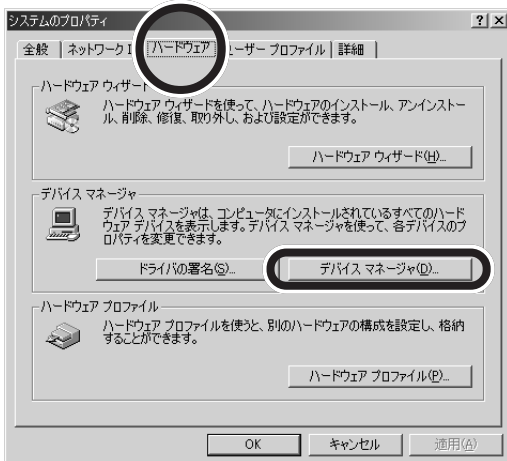 システムのプロパティ
? ×
全般 ネットワーク I ハードウェア ーザー プロファイル 詳細
ハードウェア ウィザード
ハードウェア ウィザードを使って、ハードウェアのインストール、アンインストー
ル、削除、修復、取り外し、および設定ができます。
ハードウェア ウィザード(H)...
デバイス マネージャ
デバイス マネージャは、コンピュータにインストールされているすべてのハード
ウェア デバイスを表示します。デバイス マネージャを使って、各デバイスのプ
ロパティを変更できます。
ドライバの署名(S)...
デバイス マネージャ(D)...
ハードウェア プロファイル
ハードウェア プロファイルを使うと、別のハードウェアの構成を設定し、格納
することができます。
ハードウェア プロファイル(P)...
OK キャンセル 適用(A)